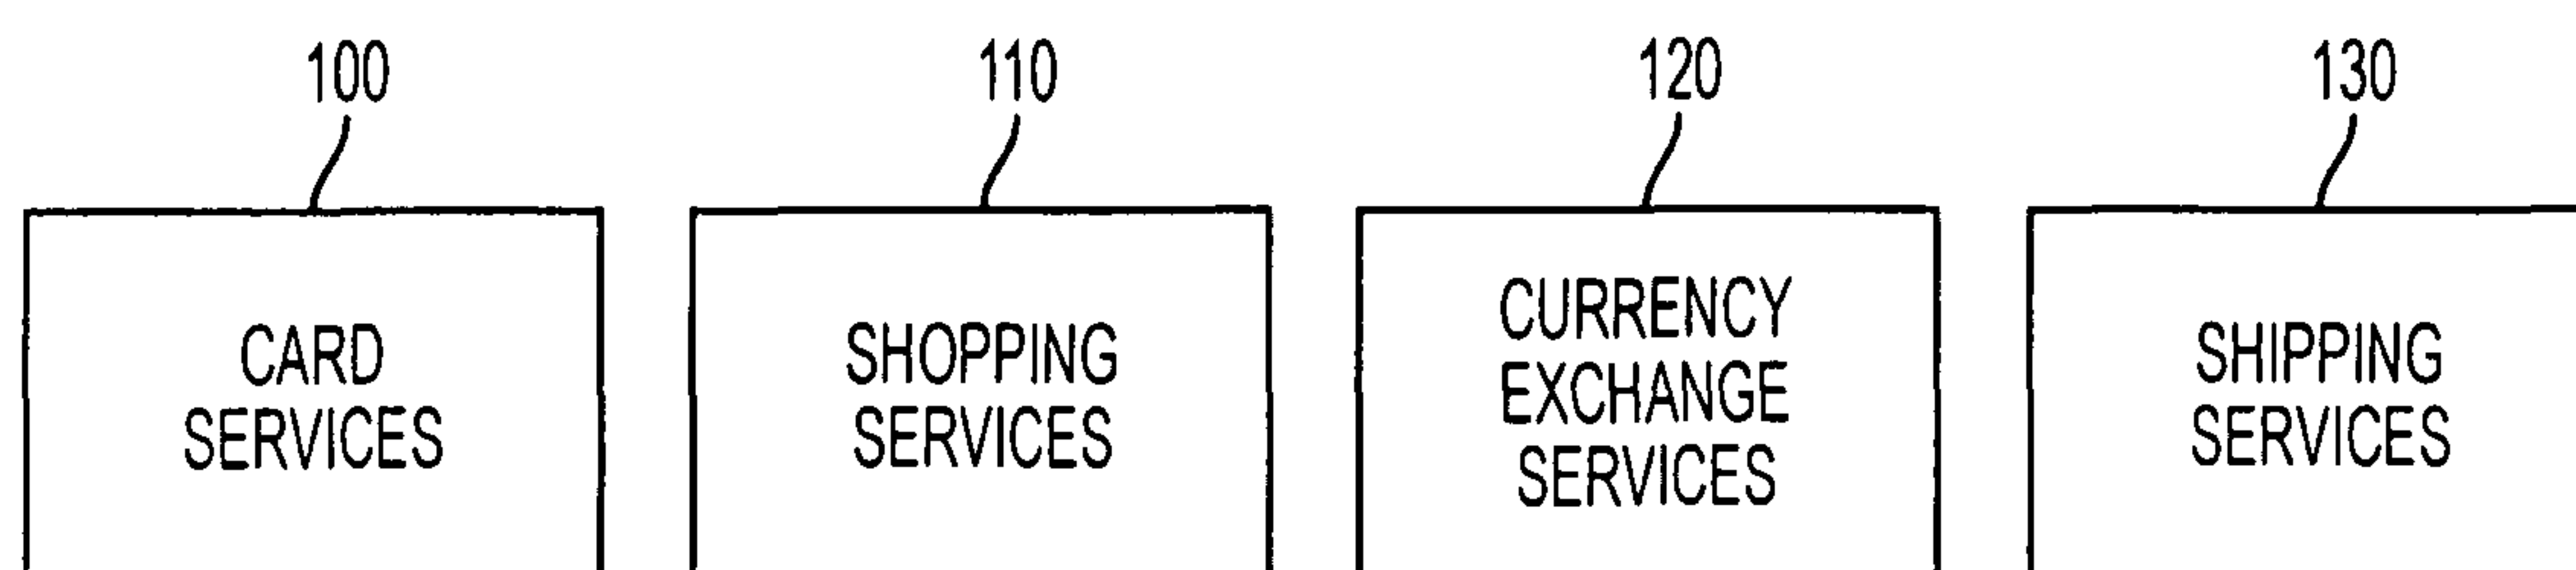 100
110
120
130
CARD
SERVICES
SHOPPING
SERVICES
CURRENCY
EXCHANGE
SERVICES
SHIPPING
SERVICES